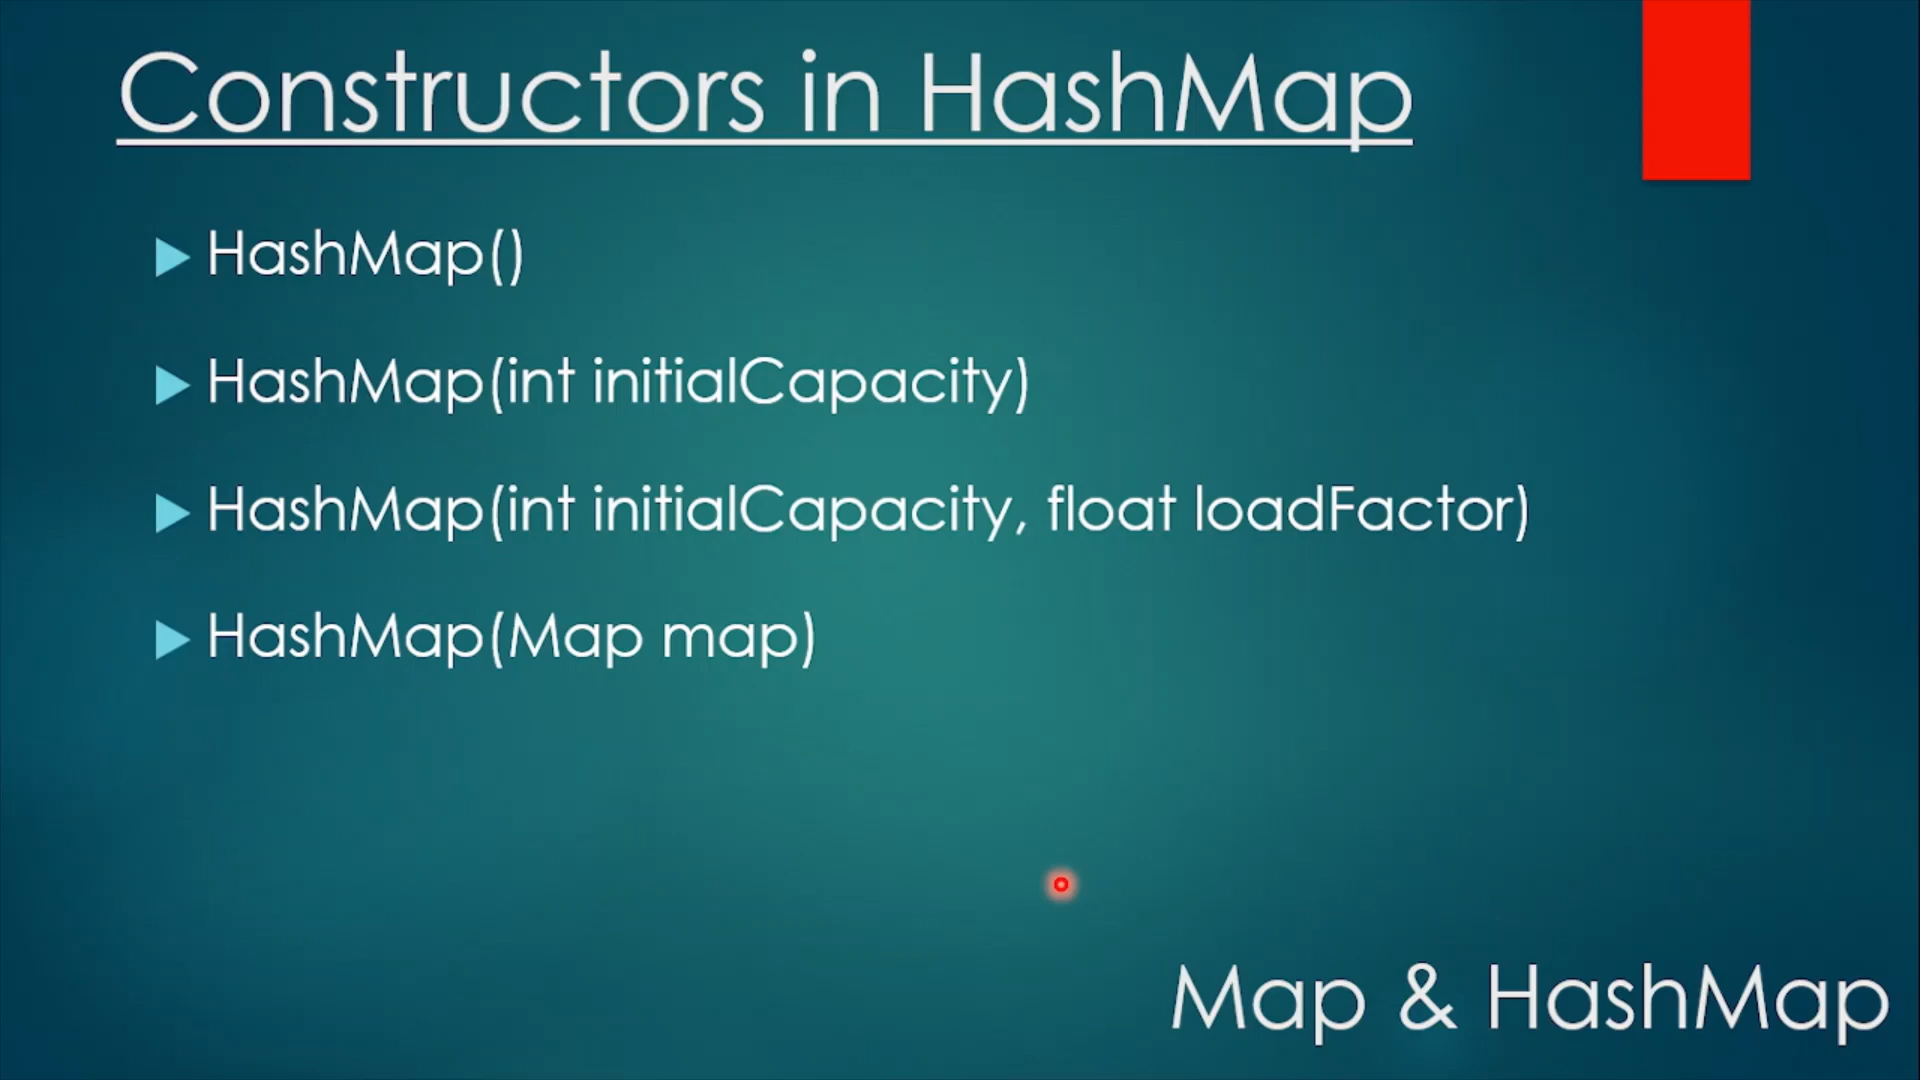 Constructors in HashMap
HashMap()
HashMap(int initialCapacity)
HashMap(int initialCapacity, float loadFactor)
HashMap(Map map)
Map & HashMap